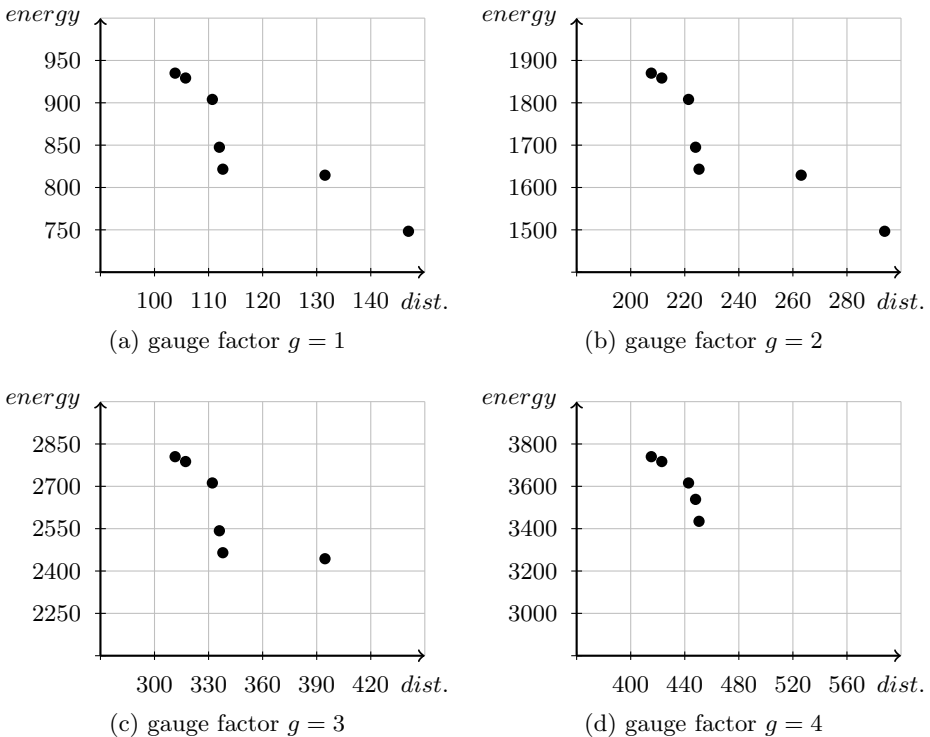 energy
950
900
850
800
750
100 110 120 130 140 dist.
(a) gauge factor g = 1
energy
1900
1800
1700
1600
1500
200 220 240 260 280 dist.
(b) gauge factor g = 2
energy
2850
2700
2550
2400
2250
300 330 360 390 420 dist.
(c) gauge factor g = 3
energy
3800
3600
3400
3200
3000
400 440 480 520 560 dist.
(d) gauge factor g = 4